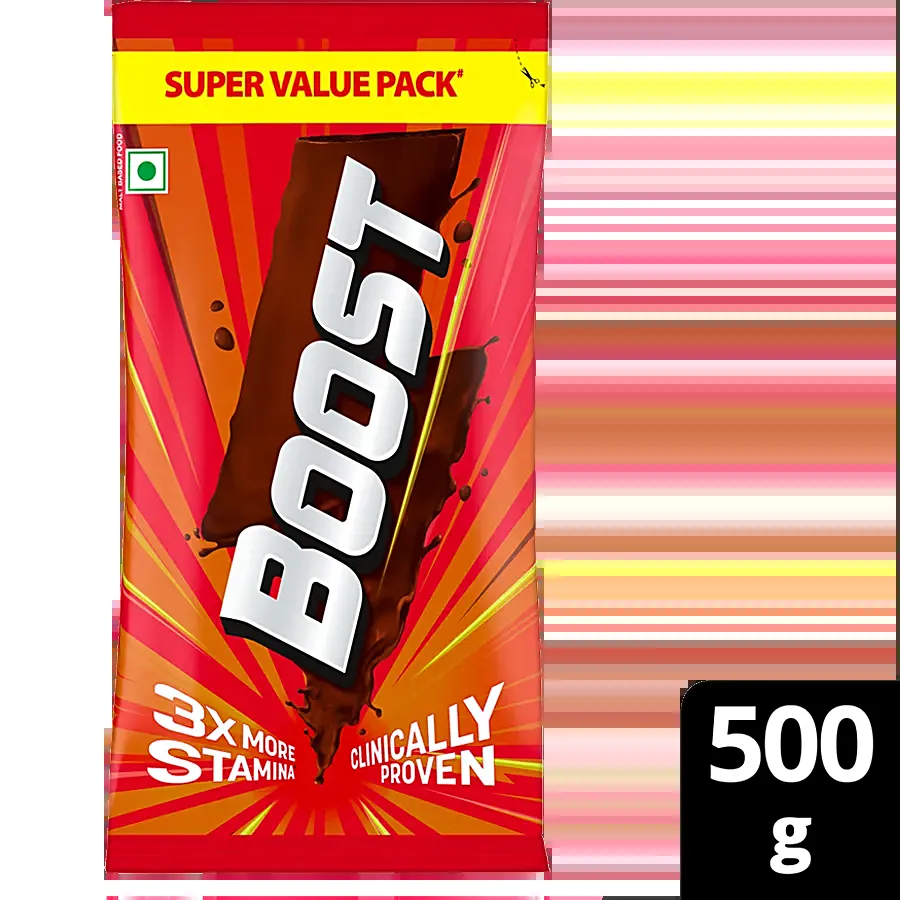 SUPER VALUE PACK#
MALT BASED FOOD
BOOST
3X MORE
STAMINA
CLINICALLY
PROVEN
500
g